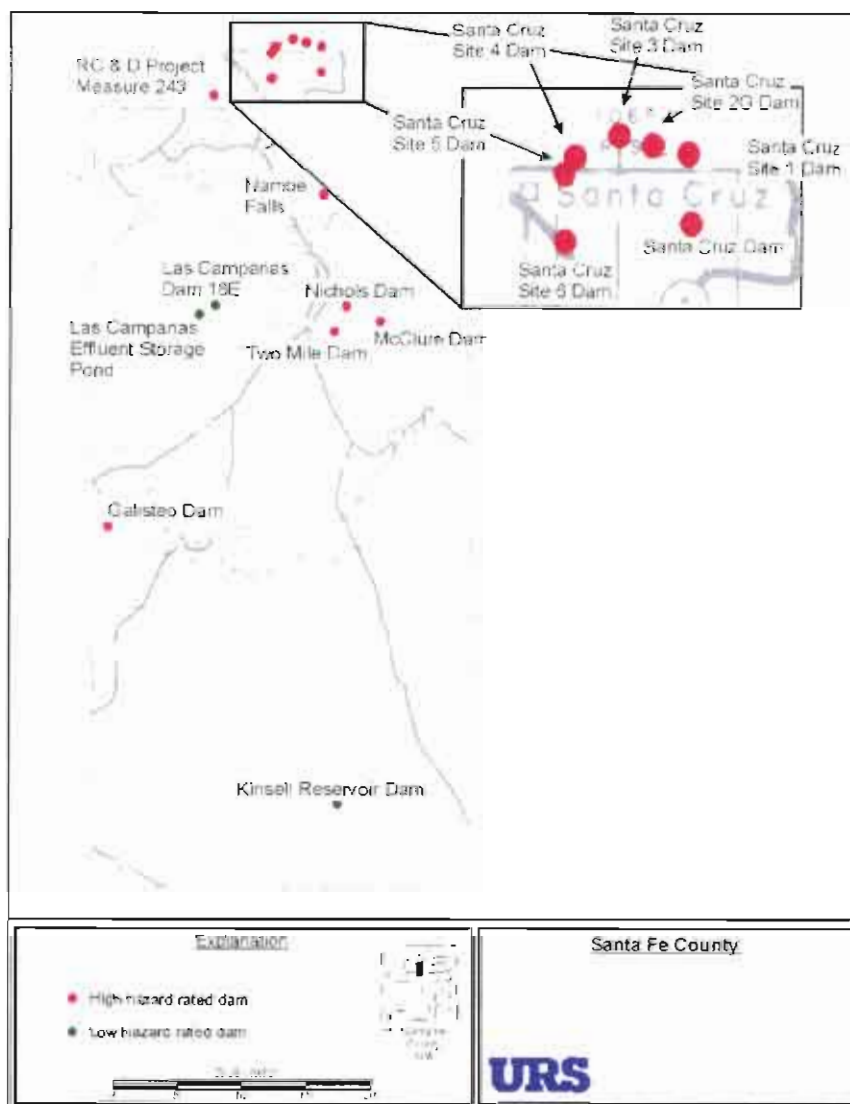 RC & D Project
Measure 243
Santa Cruz
Site 4 Dam
Santa Cruz
Site 3 Dam
Santa Cruz
Site 2G Dam
Santa Cruz
Site 5 Dam
Santa Cruz
Site 1 Dam
Santa Cruz
Santa Cruz Dam
Santa Cruz
Site 6 Dam
Nambe
Falls
Las Campanas
Dam 16E
Nichols Dam
Las Campanas
Effluent Storage
Pond
Two Mile Dam
McClure Dam
Galisteo Dam
Kinsell Reservoir Dam
Explanation
High hazard rated dam
Low hazard rated dam
Santa Fe County
URS